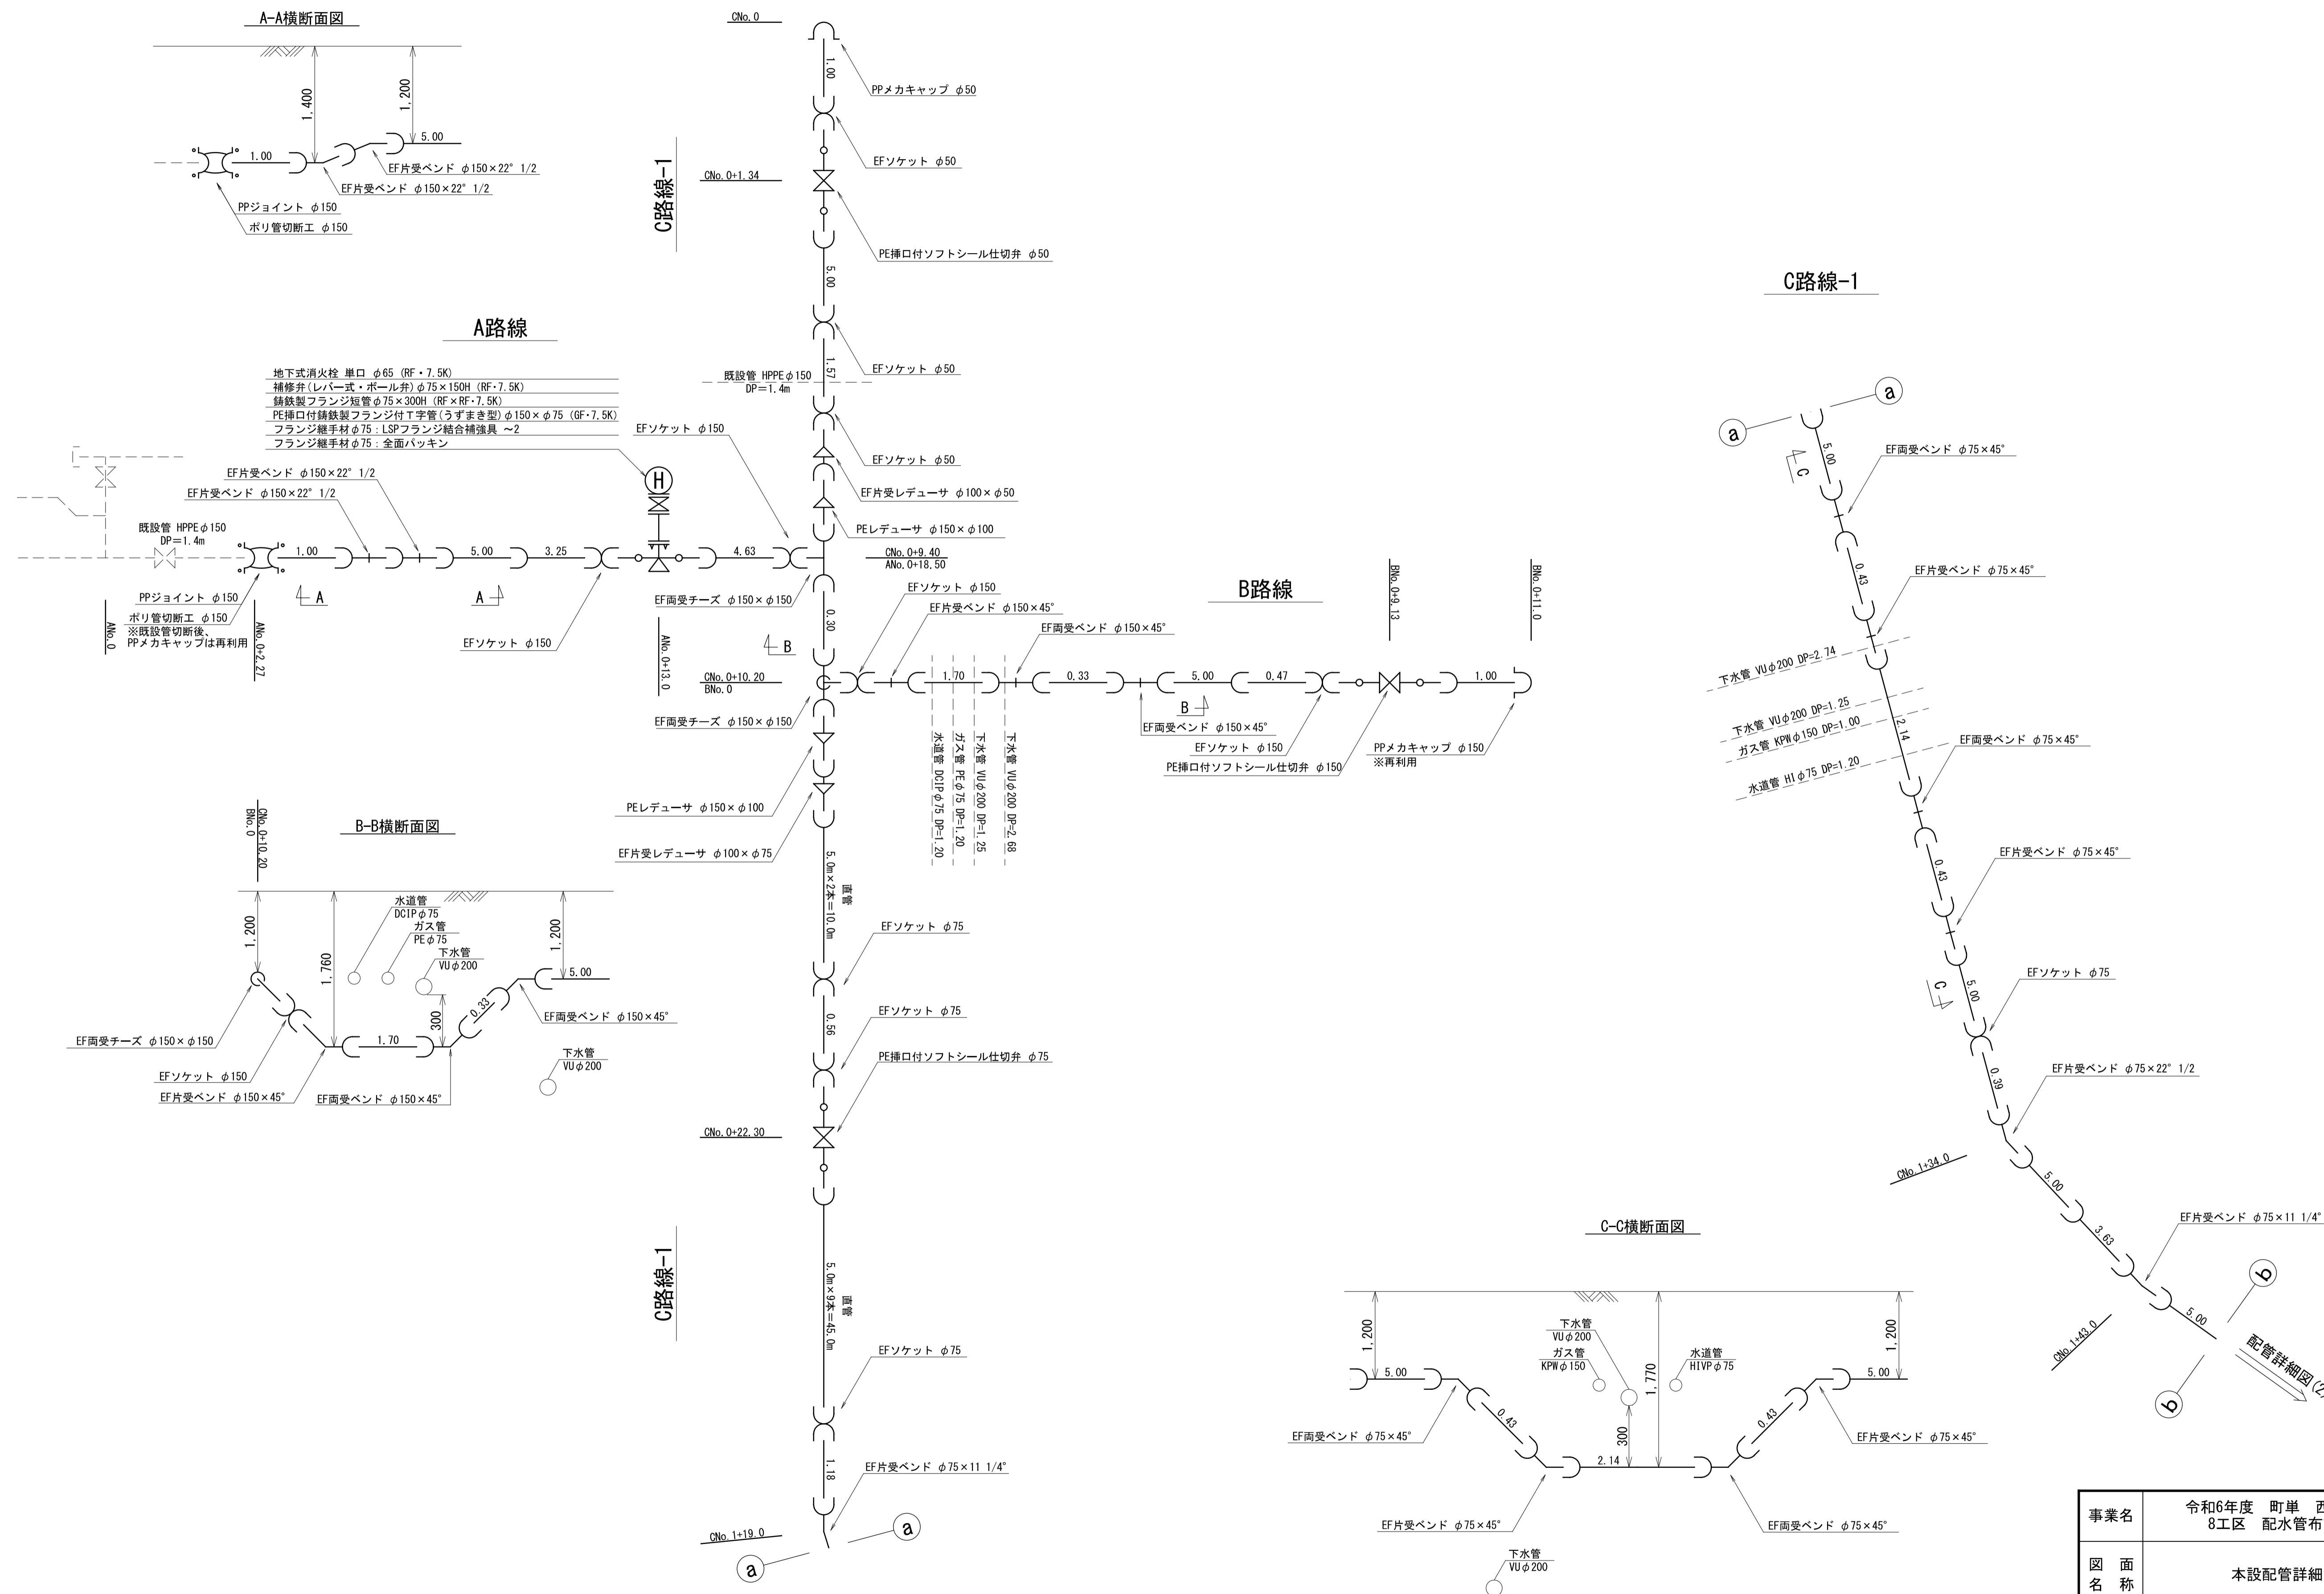 A-A横断面図
1,400
1,200
1.00
5.00
EF片受ベンド φ150×22° 1/2
EF片受ベンド φ150×22° 1/2
PPジョイント φ150
ポリ管切断工 φ150
C路線-1
CNo.0
1.00
PPメカキャップ φ50
EFソケット φ50
CNo.0+1.34
PE挿口付ソフトシール仕切弁 φ50
5.00
EFソケット φ50
1.57
既設管 HPPEφ150
DP=1.4m
EFソケット φ50
EF片受レデューサ φ100×φ50
PEレデューサ φ150×φ100
CNo.0+9.40
ANo.0+18.50
A路線
地下式消火栓 単口 φ65 (RF・7.5K)
補修弁(レバー式・ボール弁)φ75×150H (RF・7.5K)
鋳鉄製フランジ短管φ75×300H (RF×RF・7.5K)
PE挿口付鋳鉄製フランジ付T字管(うずまき型)φ150×φ75 (GF・7.5K)
フランジ継手材φ75：LSPフランジ結合補強具 〜2
フランジ継手材φ75：全面パッキン
EFソケット φ150
H
EF片受ベンド φ150×22° 1/2
EF片受ベンド φ150×22° 1/2
既設管 HPPEφ150
DP=1.4m
1.00
5.00
3.25
4.63
A
A
PPジョイント φ150
ポリ管切断工 φ150
※既設管切断後、
PPメカキャップは再利用
ANo.0
ANo.0+2.27
EFソケット φ150
EF両受チーズ φ150×φ150
ANo.0+13.0
0.30
B
CNo.0+10.20
BNo.0
EF両受チーズ φ150×φ150
B路線
EFソケット φ150
EF片受ベンド φ150×45°
EF両受ベンド φ150×45°
BNo.0+9.13
BNo.0+11.0
1.70
0.33
5.00
0.47
1.00
B
EF両受ベンド φ150×45°
EFソケット φ150
PE挿口付ソフトシール仕切弁 φ150
PPメカキャップ φ150
※再利用
水道管 DCIPφ75 DP=1.20
ガス管 PEφ75 DP=1.20
下水管 VUφ200 DP=1.25
下水管 VUφ200 DP=2.68
PEレデューサ φ150×φ100
EF片受レデューサ φ100×φ75
直管
5.0m×2本=10.0m
EFソケット φ75
0.56
EFソケット φ75
PE挿口付ソフトシール仕切弁 φ75
CNo.0+22.30
C路線-1
直管
5.0m×9本=45.0m
EFソケット φ75
1.18
EF片受ベンド φ75×11 1/4°
CNo.1+19.0
a
a
B-B横断面図
CNo.0+10.20
BNo.0
1,200
1,760
水道管
DCIPφ75
ガス管
PEφ75
下水管
VUφ200
1,200
5.00
0.33
300
1.70
EF両受ベンド φ150×45°
EF両受チーズ φ150×φ150
EFソケット φ150
EF片受ベンド φ150×45°
EF両受ベンド φ150×45°
下水管
VUφ200
C路線-1
a
a
5.00
C
EF両受ベンド φ75×45°
0.43
EF片受ベンド φ75×45°
下水管 VUφ200 DP=2.74
下水管 VUφ200 DP=1.25
ガス管 KPWφ150 DP=1.00
水道管 HIφ75 DP=1.20
2.14
EF両受ベンド φ75×45°
0.43
EF片受ベンド φ75×45°
C
5.00
EFソケット φ75
0.39
EF片受ベンド φ75×22° 1/2
CNo.1+34.0
5.00
3.63
EF片受ベンド φ75×11 1/4°
CNo.1+43.0
5.00
b
b
配管詳細図(2)
C-C横断面図
1,200
1,770
1,200
下水管
VUφ200
ガス管
KPWφ150
水道管
HIVPφ75
5.00
5.00
0.43
0.43
300
2.14
EF両受ベンド φ75×45°
EF片受ベンド φ75×45°
EF片受ベンド φ75×45°
EF両受ベンド φ75×45°
下水管
VUφ200
事業名
令和6年度 町単
8工区 配水管布
図面
名称
本設配管詳細